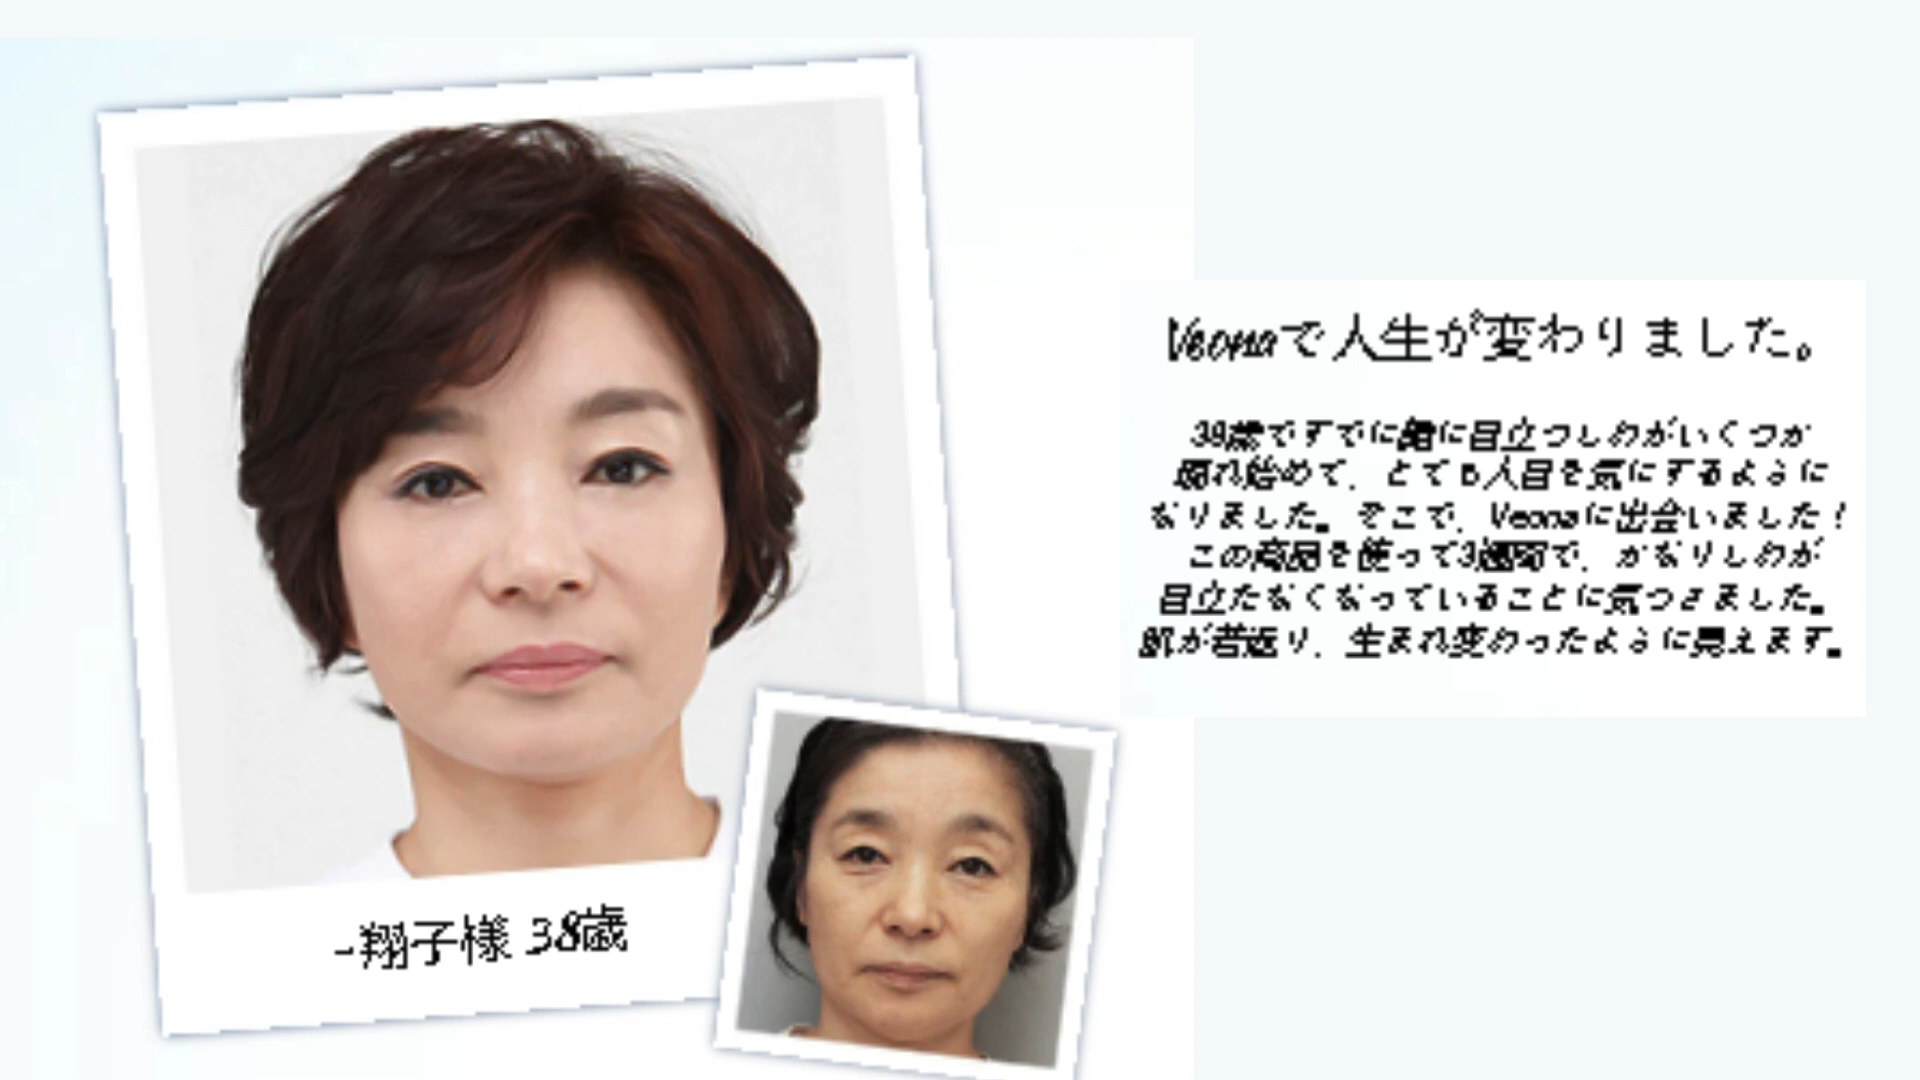 Veonaで人生が変わりました。
38歳ですでに顔に目立つしわがいくつか
現れ始めて、とても人目を気にするように
なりました。そこで、Veonaに出会いました！
この商品を使って3週間で、かなりしわが
目立たなくなっていることに気づきました。
肌が若返り、生まれ変わったように見えます。
-翔子様 38歳